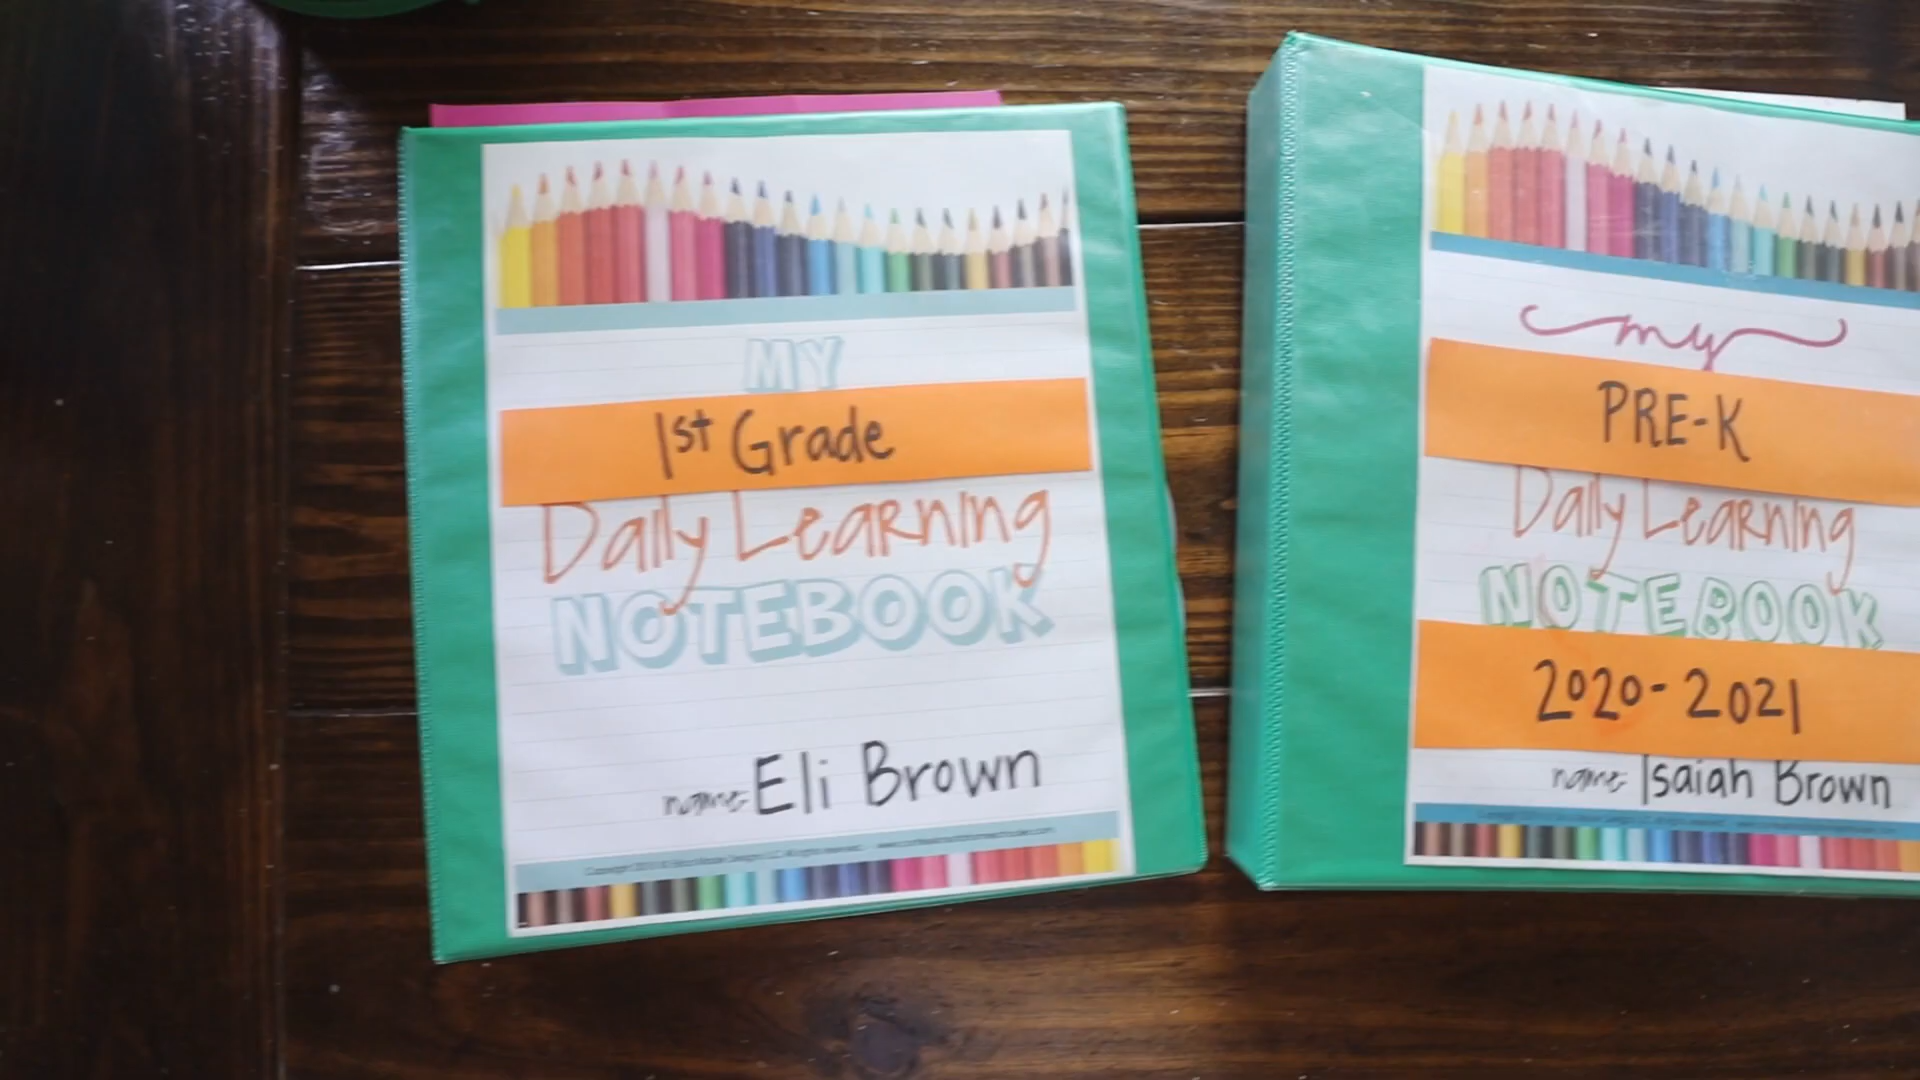 MY
1st Grade
Daily Learning
NOTEBOOK
name: Eli Brown
my
PRE-K
Daily Learning
NOTEBOOK
2020-2021
name: Isaiah Brown